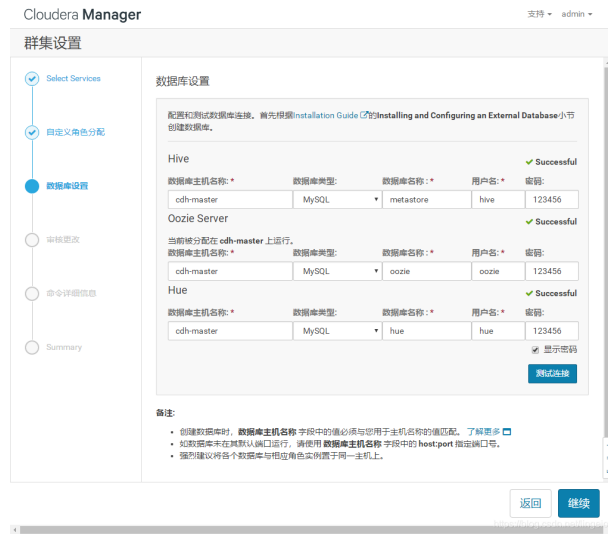 Cloudera Manager
支持 admin
群集设置
Select Services
自定义角色分配
数据库设置
审核更改
命令详细信息
Summary
数据库设置
配置和测试数据库连接。首先根据Installation Guide 的Installing and Configuring an External Database小节
创建数据库。
Hive
Successful
数据库主机名称: * 数据库类型: 数据库名称 : * 用户名: * 密码:
cdh-master MySQL metastore hive 123456
Oozie Server
Successful
当前被分配在 cdh-master 上运行。
数据库主机名称: * 数据库类型: 数据库名称 : * 用户名: * 密码:
cdh-master MySQL oozie oozie 123456
Hue
Successful
数据库主机名称: * 数据库类型: 数据库名称 : * 用户名: * 密码:
cdh-master MySQL hue hue 123456
显示密码
测试连接
备注:
创建数据库时，数据库主机名称 字段中的值必须与您用于主机名称的值匹配。 了解更多
如数据库未在其默认端口运行，请使用 数据库主机名称 字段中的 host:port 指定端口号。
强烈建议将各个数据库与相应角色实例置于同一主机上。
返回 继续